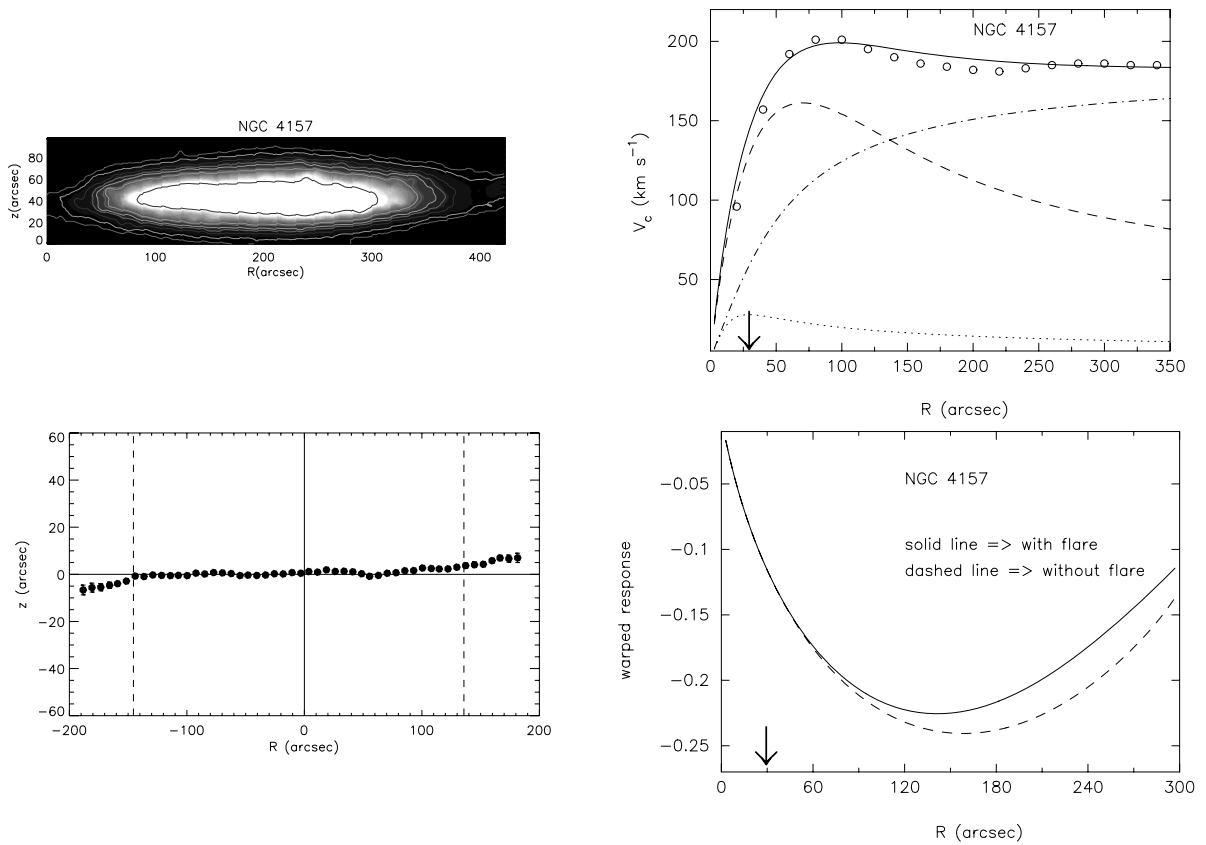 NGC 4157
80
60
40
20
0
z(arcsec)
0 100 200 300 400
R(arcsec)
NGC 4157
200
150
100
50
V_c (km s^−1)
0 50 100 150 200 250 300 350
R (arcsec)
60
40
20
0
−20
−40
−60
z (arcsec)
−200 −100 0 100 200
R (arcsec)
NGC 4157
solid line => with flare
dashed line => without flare
−0.05
−0.1
−0.15
−0.2
−0.25
warped response
0 60 120 180 240 300
R (arcsec)